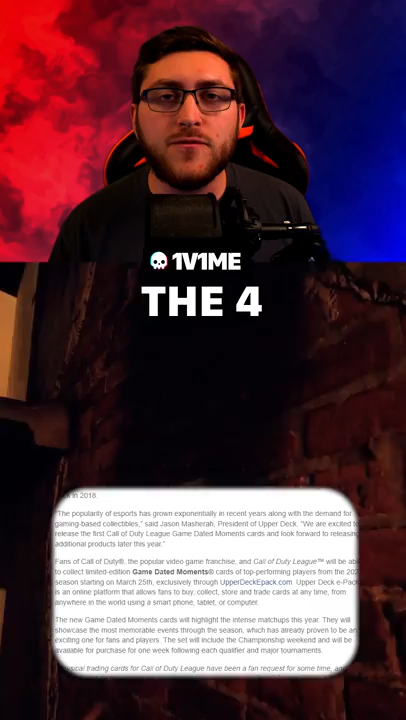 1V1ME
THE 4
in 2018.
"The popularity of esports has grown exponentially in recent years along with the demand for
gaming-based collectibles," said Jason Masherah, President of Upper Deck. "We are excited to
release the first Call of Duty League Game Dated Moments cards and look forward to releasing
additional products later this year."
Fans of Call of Duty®, the popular video game franchise, and Call of Duty League™ will be able
to collect limited-edition Game Dated Moments® cards of top-performing players from the 202
season starting on March 25th, exclusively through UpperDeckEpack.com Upper Deck e-Pack
is an online platform that allows fans to buy, collect, store and trade cards at any time, from
anywhere in the world using a smart phone, tablet, or computer.
The new Game Dated Moments cards will highlight the intense matchups this year. They will
showcase the most memorable events through the season, which has already proven to be an
exciting one for fans and players. The set will include the Championship weekend and will be
available for purchase for one week following each qualifier and major tournaments.
sical trading cards for Call of Duty League have been a fan request for some time, and